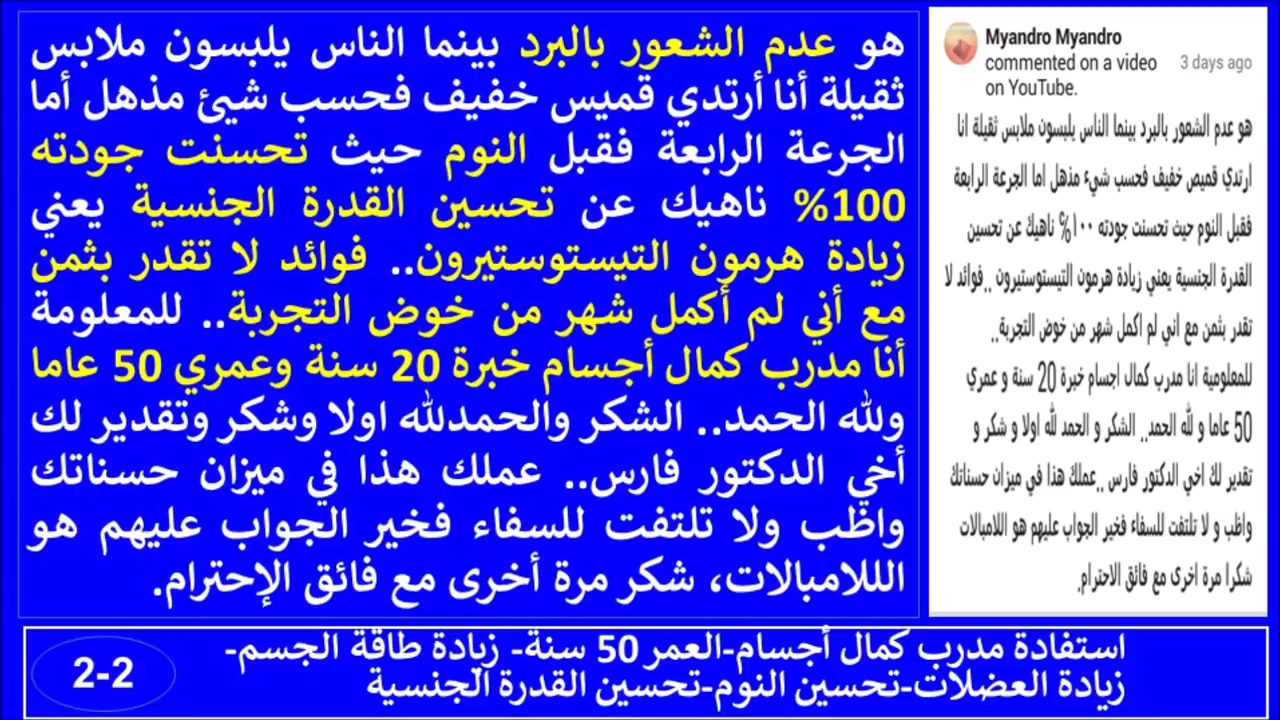 هو عدم الشعور بالبرد بينما الناس يلبسون ملابس
ثقيلة أنا أرتدي قميس خفيف فحسب شيئ مذهل أما
الجرعة الرابعة فقبل النوم حيث تحسنت جودته
100% ناهيك عن تحسين القدرة الجنسية يعني
زيادة هرمون التيستوستيرون.. فوائد لا تقدر بثمن
مع أني لم أكمل شهر من خوض التجربة.. للمعلومة
أنا مدرب كمال أجسام خبرة 20 سنة وعمري 50 عاما
ولله الحمد.. الشكر والحمدلله اولا وشكر وتقدير لك
أخي الدكتور فارس.. عملك هذا في ميزان حسناتك
واظب ولا تلتفت للسفاء فخير الجواب عليهم هو
الللامبالات، شكر مرة أخرى مع فائق الإحترام.
Myandro Myandro
commented on a video
on YouTube.
3 days ago
هو عدم الشعور بالبرد بينما الناس يلبسون ملابس ثقيلة انا
ارتدي قميص خفيف فحسب شيء مذهل اما الجرعة الرابعة
فقبل النوم حيث تحسنت جودته ١٠٠% ناهيك عن تحسين
القدرة الجنسية يعني زيادة هرمون التيستوستيرون ..فوائد لا
تقدر بثمن مع اني لم اكمل شهر من خوض التجربة..
للمعلومية انا مدرب كمال اجسام خبرة 20 سنة و عمري
50 عاما و لله الحمد.. الشكر و الحمد لله اولا و شكر و
تقدير لك اخي الدكتور فارس ..عملك هذا في ميزان حسناتك
واظب و لا تلتفت للسفاء فخير الجواب عليهم هو اللامبالات
شكرا مرة اخرى مع فائق الاحترام.
استفادة مدرب كمال أجسام-العمر 50 سنة- زيادة طاقة الجسم-
زيادة العضلات-تحسين النوم-تحسين القدرة الجنسية
2-2